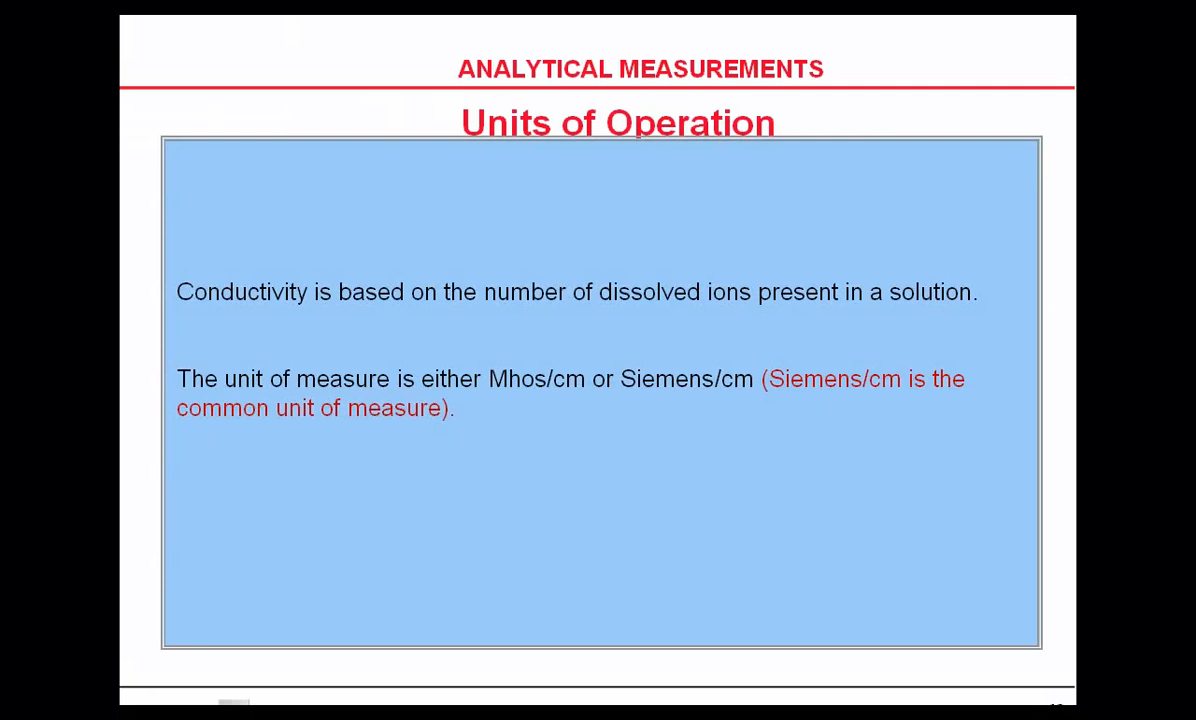 ANALYTICAL MEASUREMENTS
Units of Operation
Conductivity is based on the number of dissolved ions present in a solution.
The unit of measure is either Mhos/cm or Siemens/cm (Siemens/cm is the
common unit of measure).